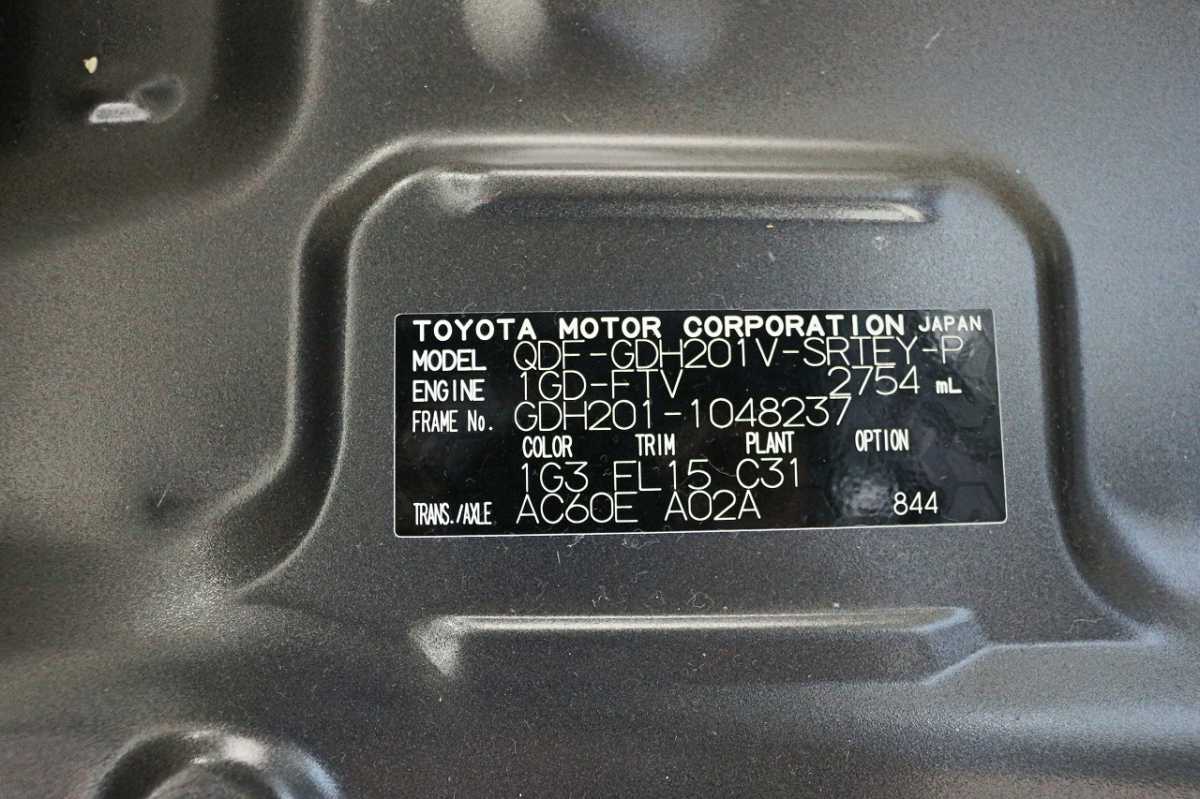 TOYOTA MOTOR CORPORATION JAPAN
MODEL QDF-GDH201V-SRTEY-P
ENGINE 1GD-FTV 2754 mL
FRAME No. GDH201-1048237
COLOR TRIM PLANT OPTION
1G3 FL15 C31
TRANS./AXLE AC60E A02A 844